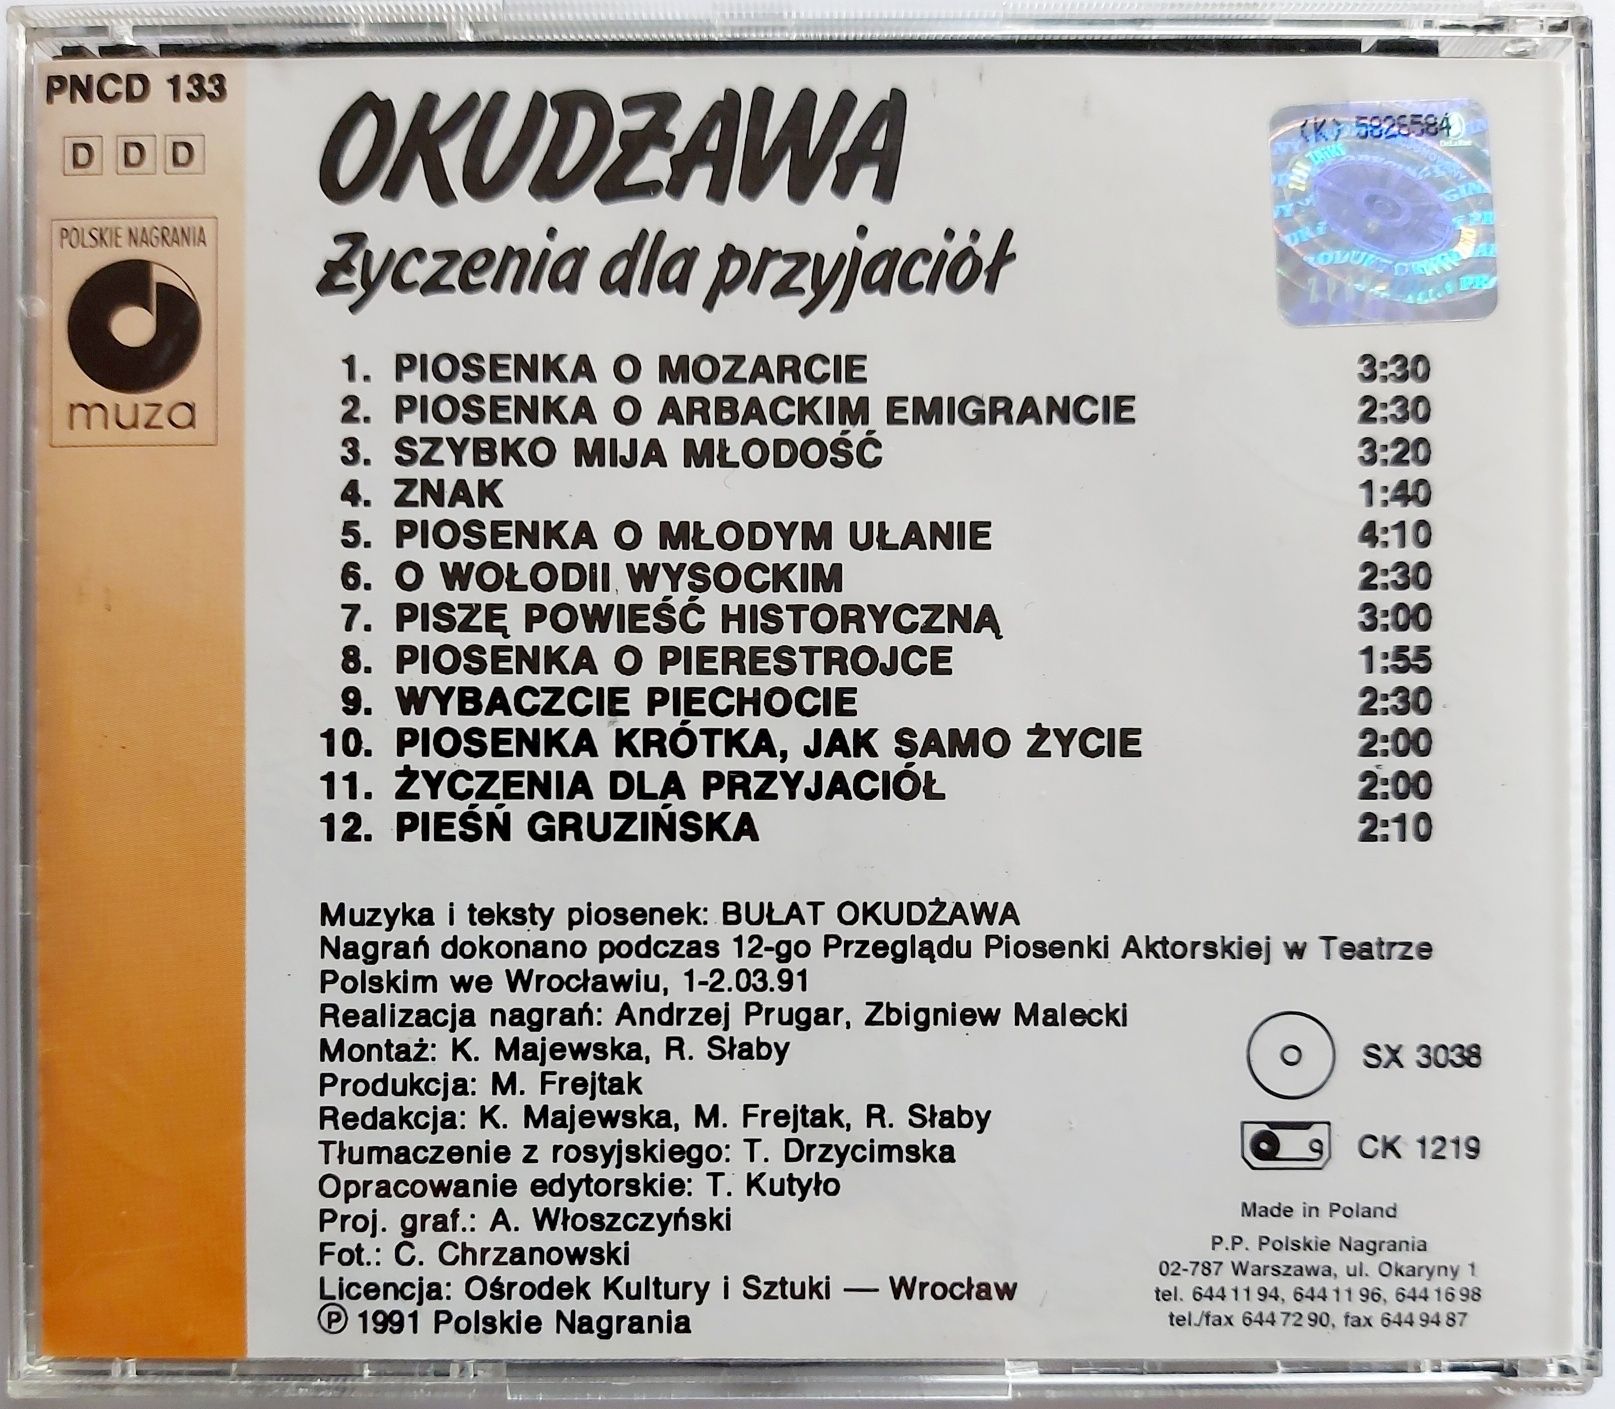 PNCD 133
D D D
POLSKIE NAGRANIA
muza
OKUDŻAWA
Życzenia dla przyjaciół
(K) 5826584
1. PIOSENKA O MOZARCIE 3:30
2. PIOSENKA O ARBACKIM EMIGRANCIE 2:30
3. SZYBKO MIJA MŁODOŚĆ 3:20
4. ZNAK 1:40
5. PIOSENKA O MŁODYM UŁANIE 4:10
6. O WOŁODII WYSOCKIM 2:30
7. PISZĘ POWIEŚĆ HISTORYCZNĄ 3:00
8. PIOSENKA O PIERESTROJCE 1:55
9. WYBACZCIE PIECHOCIE 2:30
10. PIOSENKA KRÓTKA, JAK SAMO ŻYCIE 2:00
11. ŻYCZENIA DLA PRZYJACIÓŁ 2:00
12. PIEŚŃ GRUZIŃSKA 2:10
Muzyka i teksty piosenek: BUŁAT OKUDŻAWA
Nagrań dokonano podczas 12-go Przeglądu Piosenki Aktorskiej w Teatrze
Polskim we Wrocławiu, 1-2.03.91
Realizacja nagrań: Andrzej Prugar, Zbigniew Malecki
Montaż: K. Majewska, R. Słaby
Produkcja: M. Frejtak
Redakcja: K. Majewska, M. Frejtak, R. Słaby
Tłumaczenie z rosyjskiego: T. Drzycimska
Opracowanie edytorskie: T. Kutyło
Proj. graf.: A. Włoszczyński
Fot.: C. Chrzanowski
Licencja: Ośrodek Kultury i Sztuki — Wrocław
Ⓟ 1991 Polskie Nagrania
SX 3038
CK 1219
Made in Poland
P.P. Polskie Nagrania
02-787 Warszawa, ul. Okaryny 1
tel. 644 11 94, 644 11 96, 644 16 98
tel./fax 644 72 90, fax 644 94 87